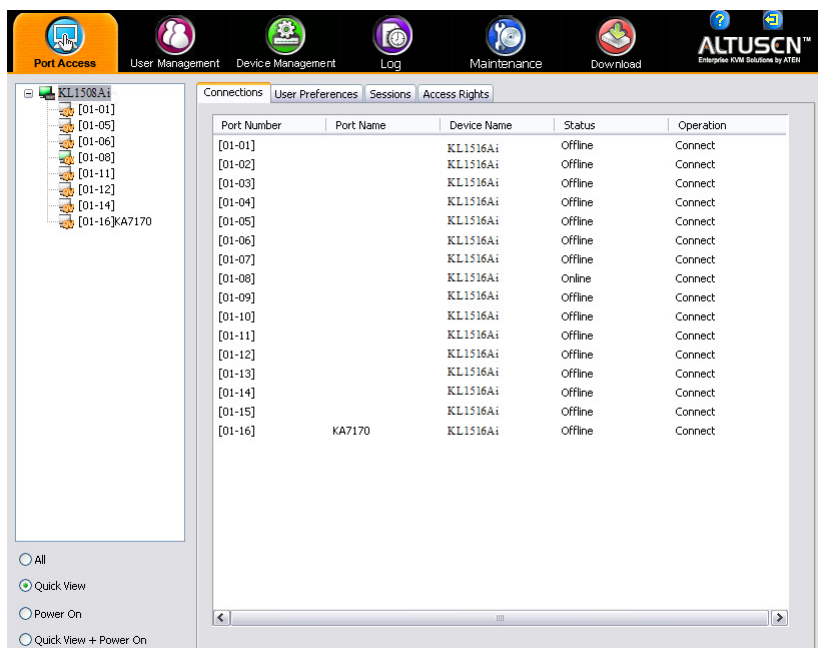 Port Access User Management Device Management Log Maintenance Download
ALTUSEN™
Enterprise KVM Solutions by ATEN
KL1508Ai
[01-01]
[01-05]
[01-06]
[01-08]
[01-11]
[01-12]
[01-14]
[01-16]KA7170
All
Quick View
Power On
Quick View + Power On
Connections User Preferences Sessions Access Rights
Port Number Port Name Device Name Status Operation
[01-01] KL1516Ai Offline Connect
[01-02] KL1516Ai Offline Connect
[01-03] KL1516Ai Offline Connect
[01-04] KL1516Ai Offline Connect
[01-05] KL1516Ai Offline Connect
[01-06] KL1516Ai Offline Connect
[01-07] KL1516Ai Offline Connect
[01-08] KL1516Ai Online Connect
[01-09] KL1516Ai Offline Connect
[01-10] KL1516Ai Offline Connect
[01-11] KL1516Ai Offline Connect
[01-12] KL1516Ai Offline Connect
[01-13] KL1516Ai Offline Connect
[01-14] KL1516Ai Offline Connect
[01-15] KL1516Ai Offline Connect
[01-16] KA7170 KL1516Ai Offline Connect